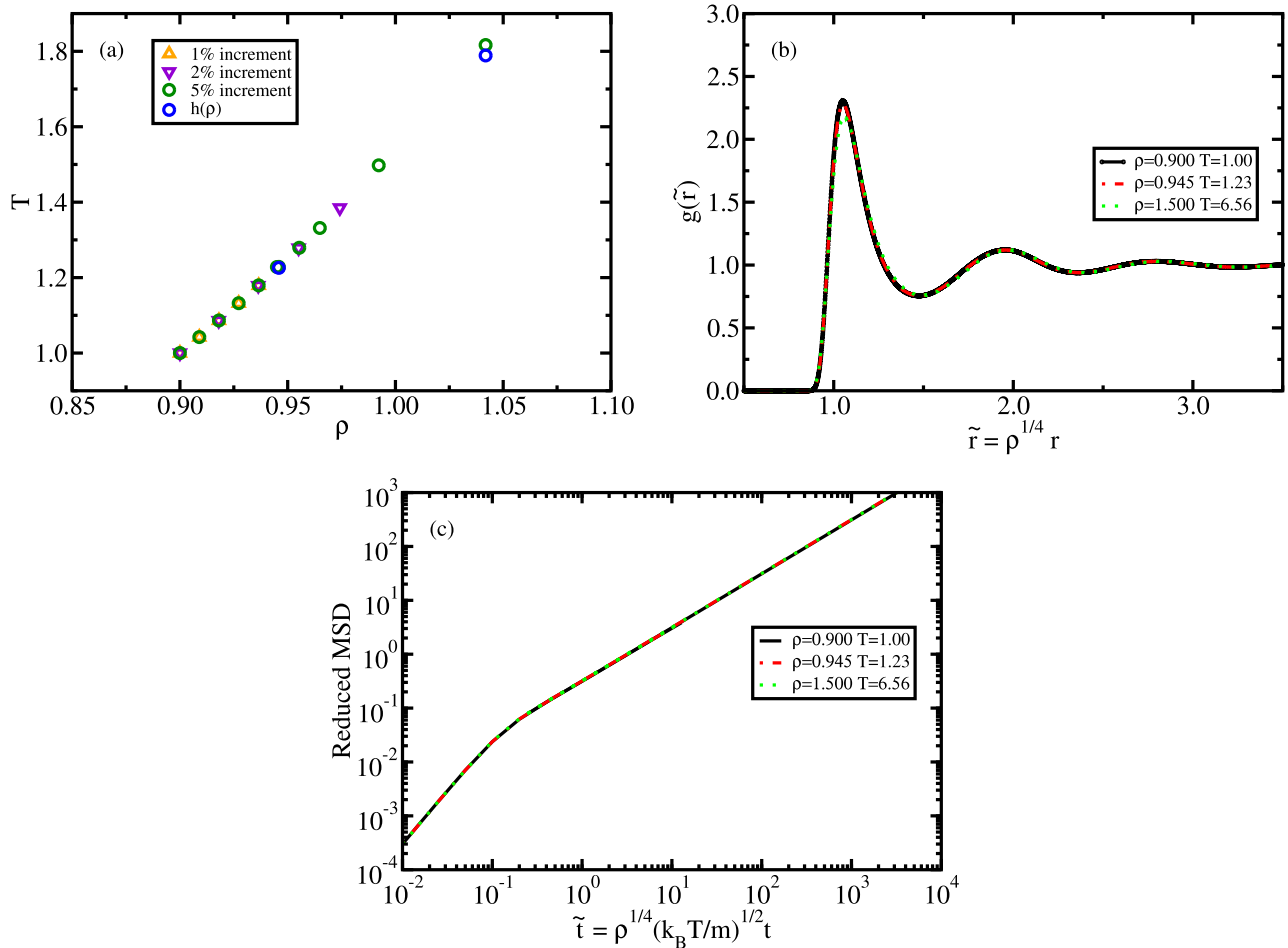 (a)
1% increment
2% increment
5% increment
h(ρ)
T
1.8
1.6
1.4
1.2
1.0
0.85 0.90 0.95 1.00 1.05 1.10
ρ
(b)
3.0
2.5
2.0
1.5
1.0
0.5
0.0
g(r̃)
ρ=0.900 T=1.00
ρ=0.945 T=1.23
ρ=1.500 T=6.56
1.0 2.0 3.0
r̃ = ρ^{1/4} r
(c)
Reduced MSD
10^3
10^2
10^1
10^0
10^-1
10^-2
10^-3
10^-4
ρ=0.900 T=1.00
ρ=0.945 T=1.23
ρ=1.500 T=6.56
10^-2 10^-1 10^0 10^1 10^2 10^3 10^4
t̃ = ρ^{1/4}(k_B T/m)^{1/2} t